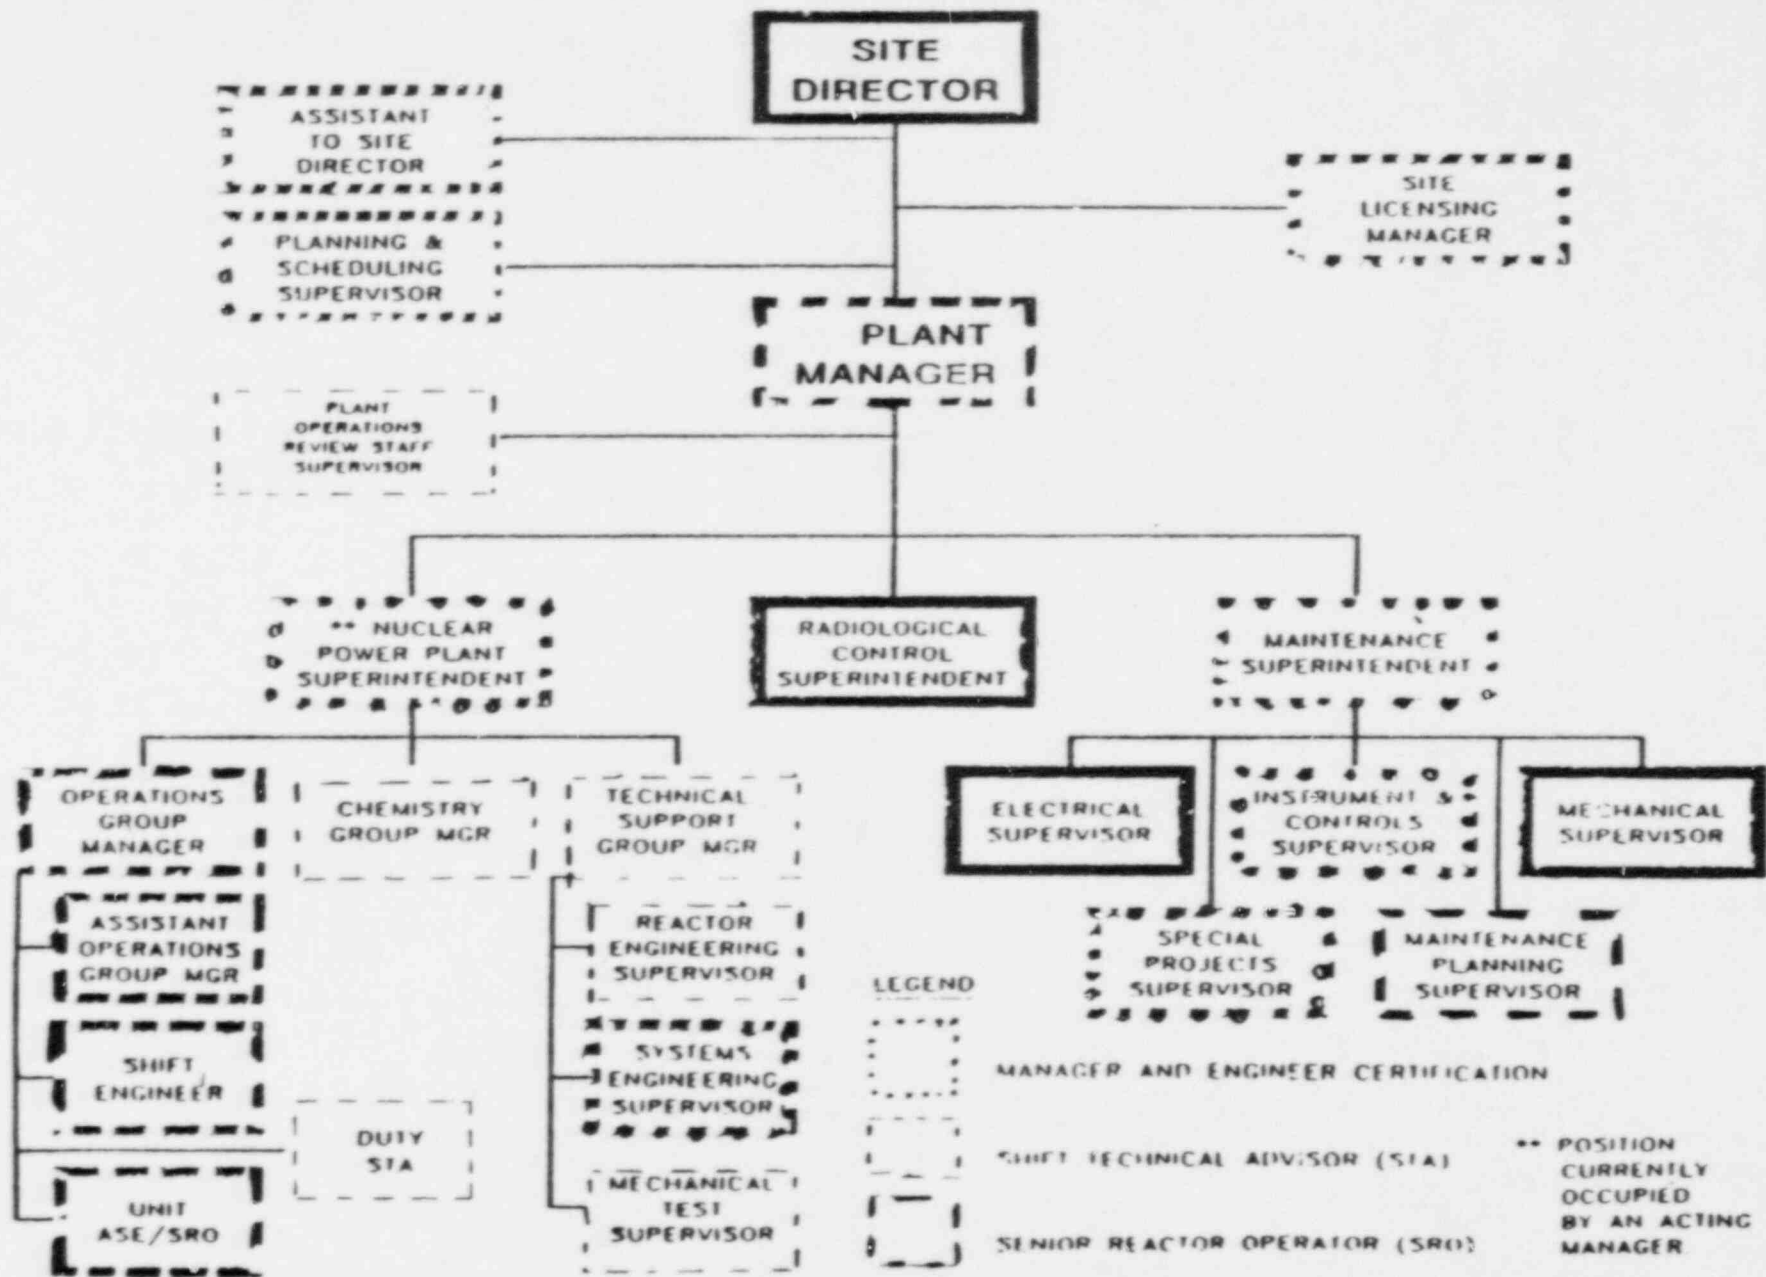 SITE
DIRECTOR
ASSISTANT
TO SITE
DIRECTOR
SITE
LICENSING
MANAGER
PLANNING &
SCHEDULING
SUPERVISOR
PLANT
MANAGER
PLANT
OPERATIONS
REVIEW STAFF
SUPERVISOR
** NUCLEAR
POWER PLANT
SUPERINTENDENT
RADIOLOGICAL
CONTROL
SUPERINTENDENT
MAINTENANCE
SUPERINTENDENT
OPERATIONS
GROUP
MANAGER
CHEMISTRY
GROUP MGR
TECHNICAL
SUPPORT
GROUP MGR
ELECTRICAL
SUPERVISOR
INSTRUMENT &
CONTROLS
SUPERVISOR
MECHANICAL
SUPERVISOR
ASSISTANT
OPERATIONS
GROUP MGR
REACTOR
ENGINEERING
SUPERVISOR
SPECIAL
PROJECTS
SUPERVISOR
MAINTENANCE
PLANNING
SUPERVISOR
SHIFT
ENGINEER
SYSTEMS
ENGINEERING
SUPERVISOR
DUTY
STA
UNIT
ASE/SRO
MECHANICAL
TEST
SUPERVISOR
LEGEND
MANAGER AND ENGINEER CERTIFICATION
SHIFT TECHNICAL ADVISOR (STA)
SENIOR REACTOR OPERATOR (SRO)
** POSITION
CURRENTLY
OCCUPIED
BY AN ACTING
MANAGER